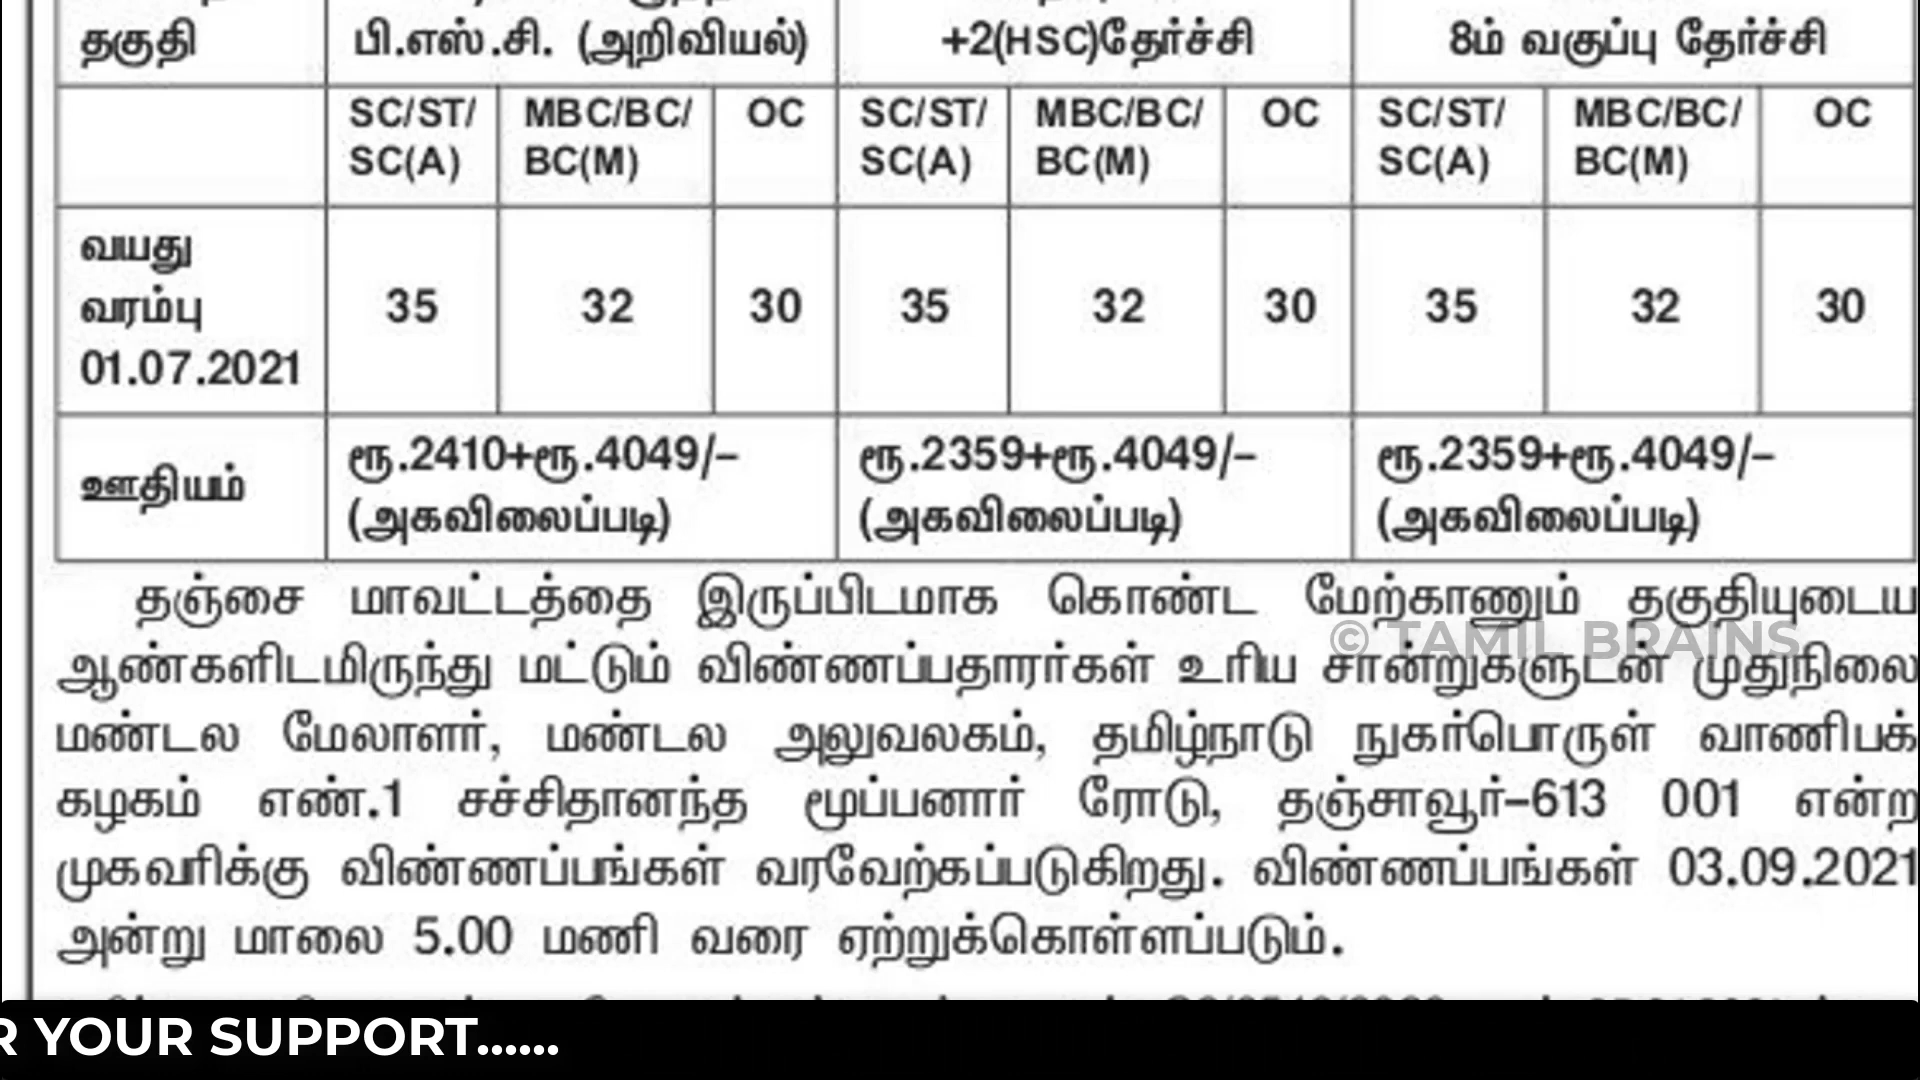 தகுதி பி.எஸ்.சி. (அறிவியல்) +2(HSC)தேர்ச்சி 8ம் வகுப்பு தேர்ச்சி
SC/ST/ MBC/BC/ OC SC/ST/ MBC/BC/ OC SC/ST/ MBC/BC/ OC
SC(A) BC(M) SC(A) BC(M) SC(A) BC(M)
வயது
வரம்பு 35 32 30 35 32 30 35 32 30
01.07.2021
ரூ.2410+ரூ.4049/– ரூ.2359+ரூ.4049/– ரூ.2359+ரூ.4049/–
ஊதியம்
(அகவிலைப்படி) (அகவிலைப்படி) (அகவிலைப்படி)
தஞ்சை மாவட்டத்தை இருப்பிடமாக கொண்ட மேற்காணும் தகுதியுடைய
© TAMIL BRAINS
ஆண்களிடமிருந்து மட்டும் விண்ணப்பதாரர்கள் உரிய சான்றுகளுடன் முதுநிலை
மண்டல மேலாளர், மண்டல அலுவலகம், தமிழ்நாடு நுகர்பொருள் வாணிபக்
கழகம் எண்.1 சச்சிதானந்த மூப்பனார் ரோடு, தஞ்சாவூர்–613 001 என்ற
முகவரிக்கு விண்ணப்பங்கள் வரவேற்கப்படுகிறது. விண்ணப்பங்கள் 03.09.2021
அன்று மாலை 5.00 மணி வரை ஏற்றுக்கொள்ளப்படும்.
R YOUR SUPPORT......